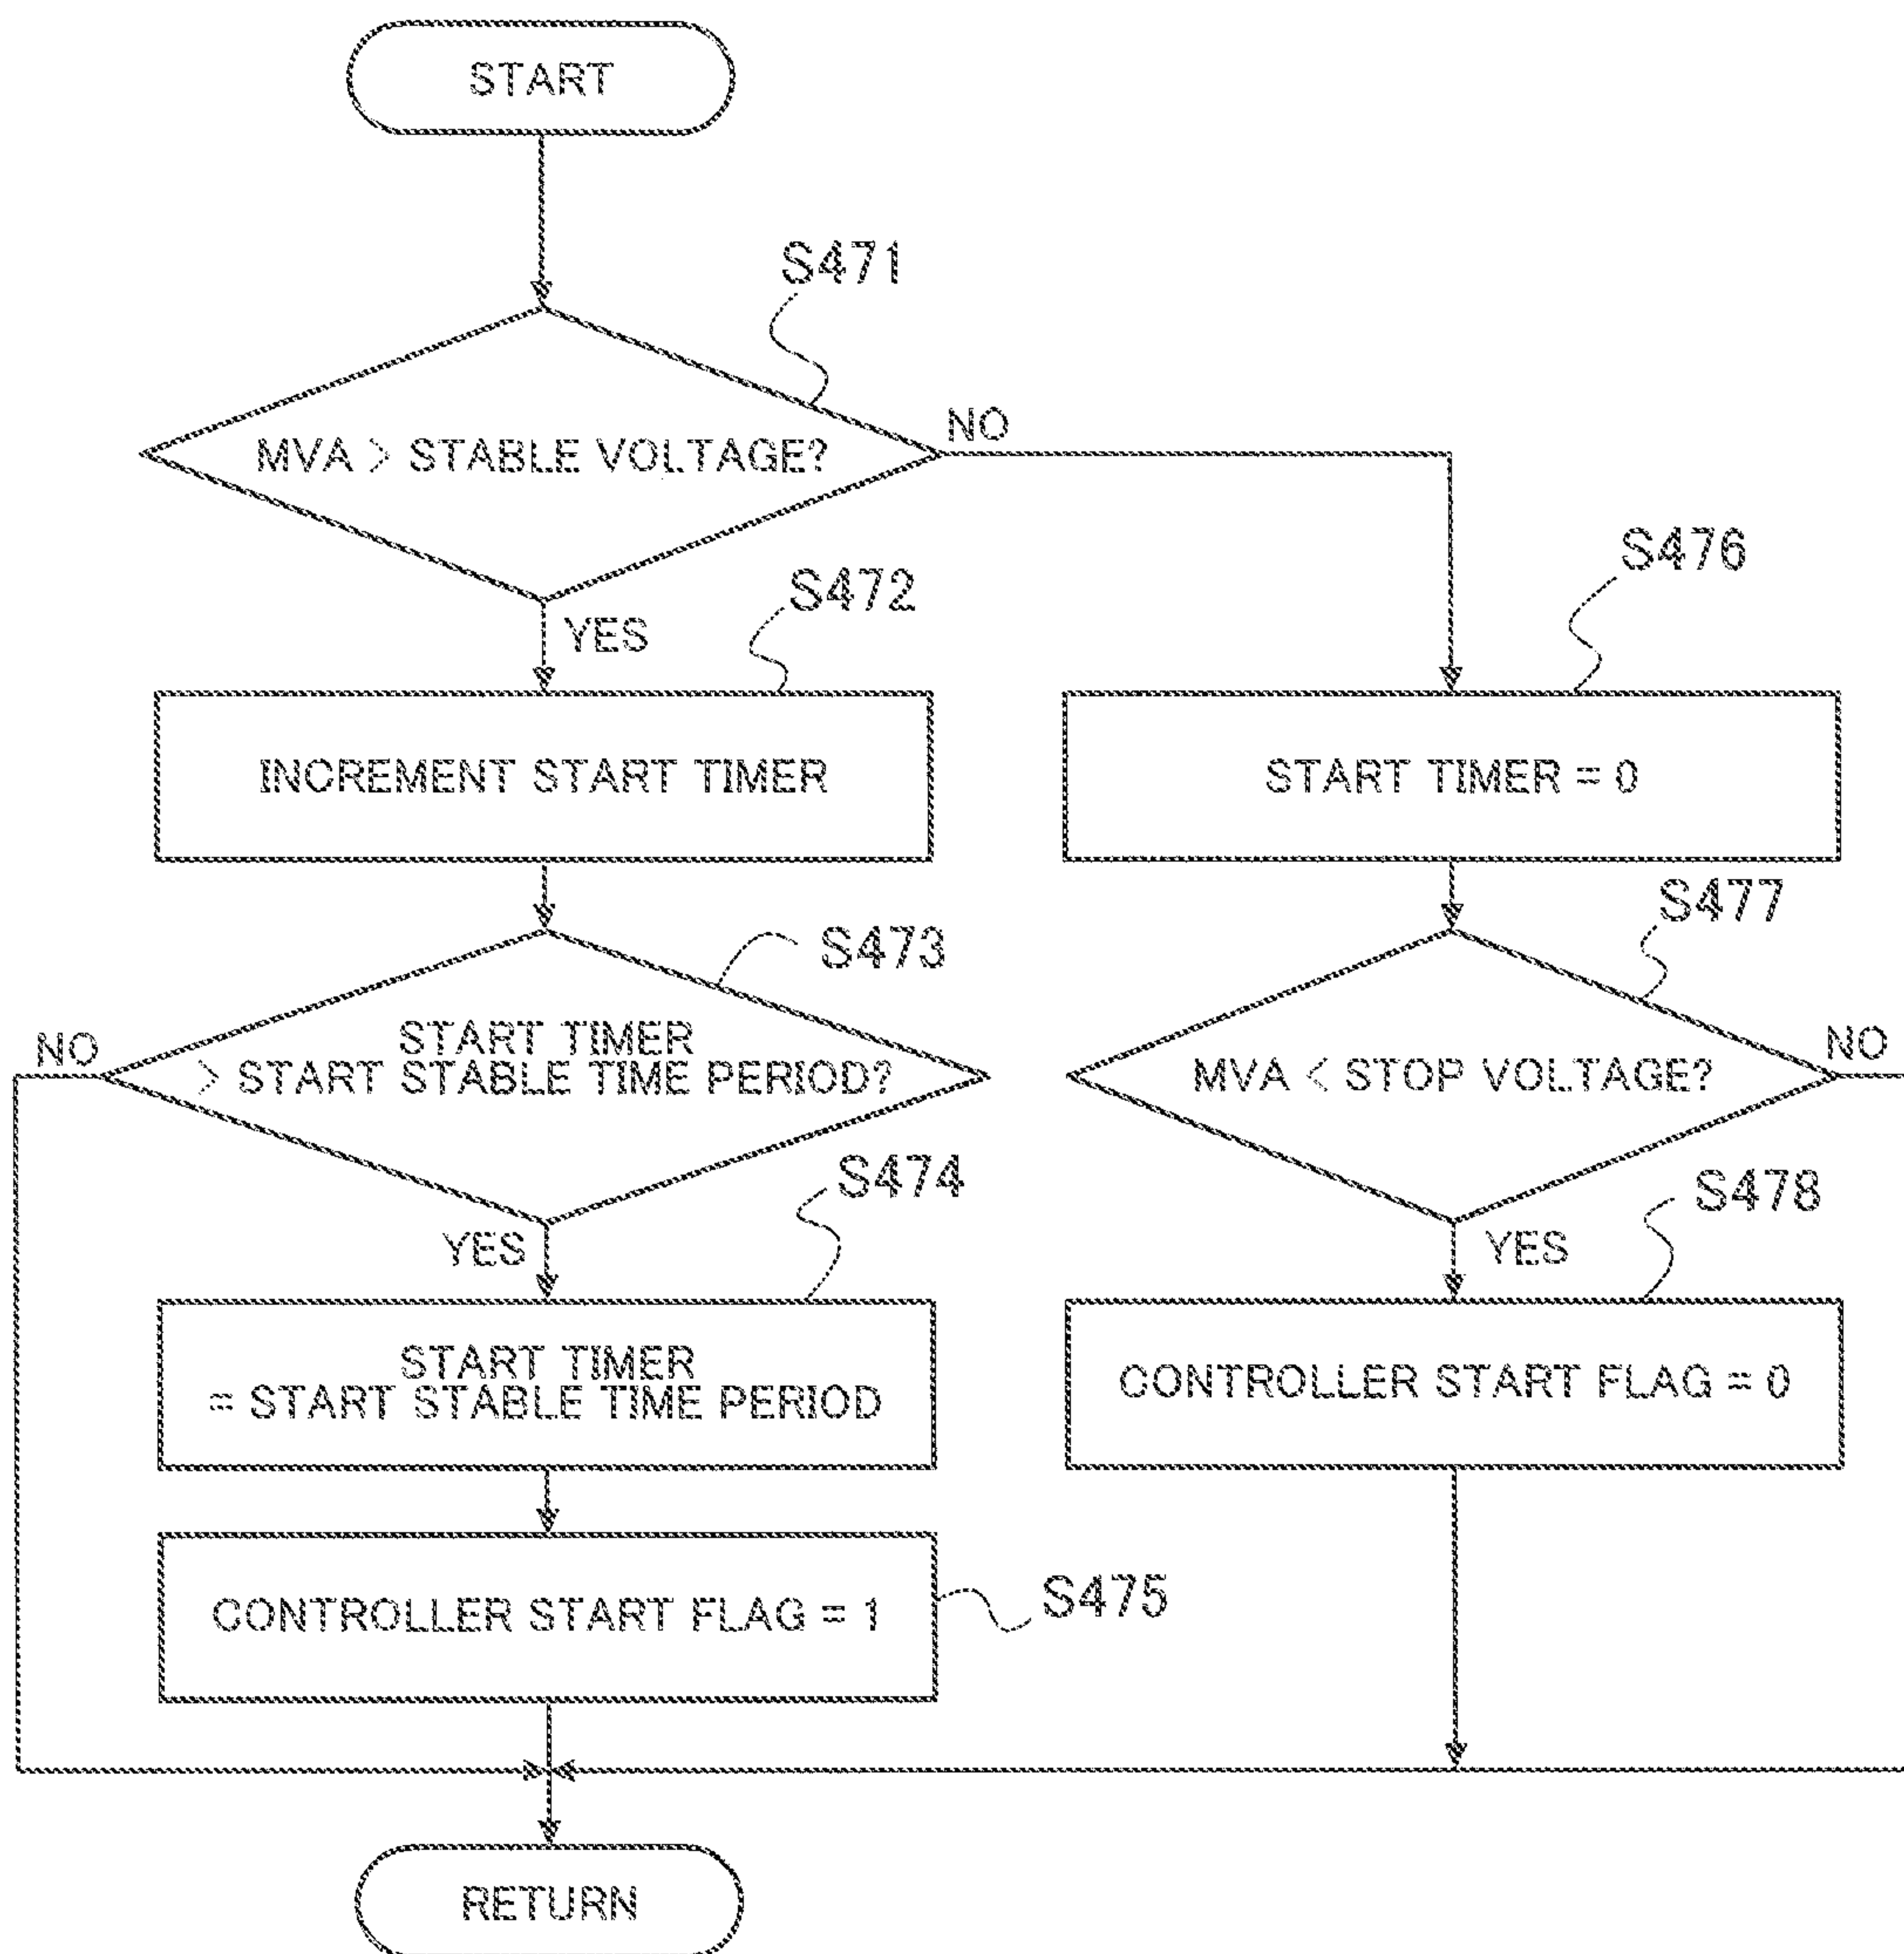 START
S471
MVA > STABLE VOLTAGE?
NO
YES
S472
INCREMENT START TIMER
S476
START TIMER = 0
S473
START TIMER
> START STABLE TIME PERIOD?
NO
YES
S477
MVA < STOP VOLTAGE?
NO
YES
S474
START TIMER
= START STABLE TIME PERIOD
S478
CONTROLLER START FLAG = 0
CONTROLLER START FLAG = 1
S475
RETURN